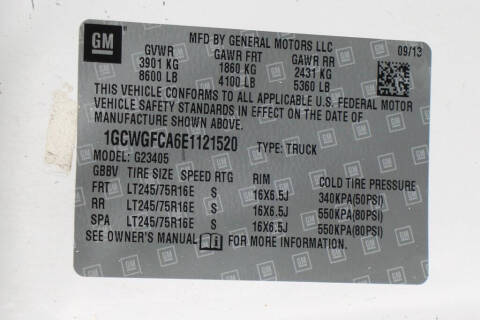 GM
MFD BY GENERAL MOTORS LLC
09/13
GVWR GAWR FRT GAWR RR
3901 KG 1860 KG 2431 KG
8600 LB 4100 LB 5360 LB
THIS VEHICLE CONFORMS TO ALL APPLICABLE U.S. FEDERAL MOTOR
VEHICLE SAFETY STANDARDS IN EFFECT ON THE DATE OF
MANUFACTURE SHOWN ABOVE.
1GCWGFCA6E1121520 TYPE: TRUCK
MODEL: G23405
GBBV TIRE SIZE SPEED RTG RIM COLD TIRE PRESSURE
FRT LT245/75R16E S 16X6.5J 340KPA(50PSI)
RR LT245/75R16E S 16X6.5J 550KPA(80PSI)
SPA LT245/75R16E S 16X6.5J 550KPA(80PSI)
SEE OWNER'S MANUAL